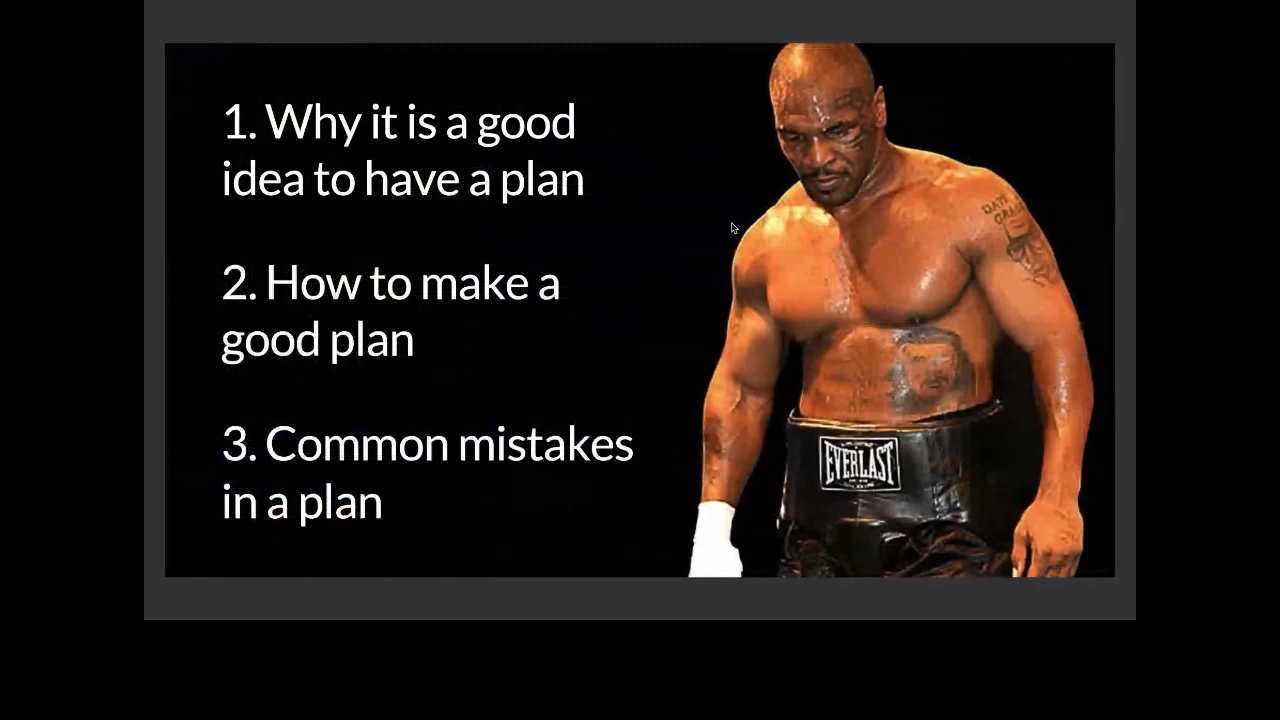 1. Why it is a good
idea to have a plan
2. How to make a
good plan
3. Common mistakes
in a plan
EVERLAST